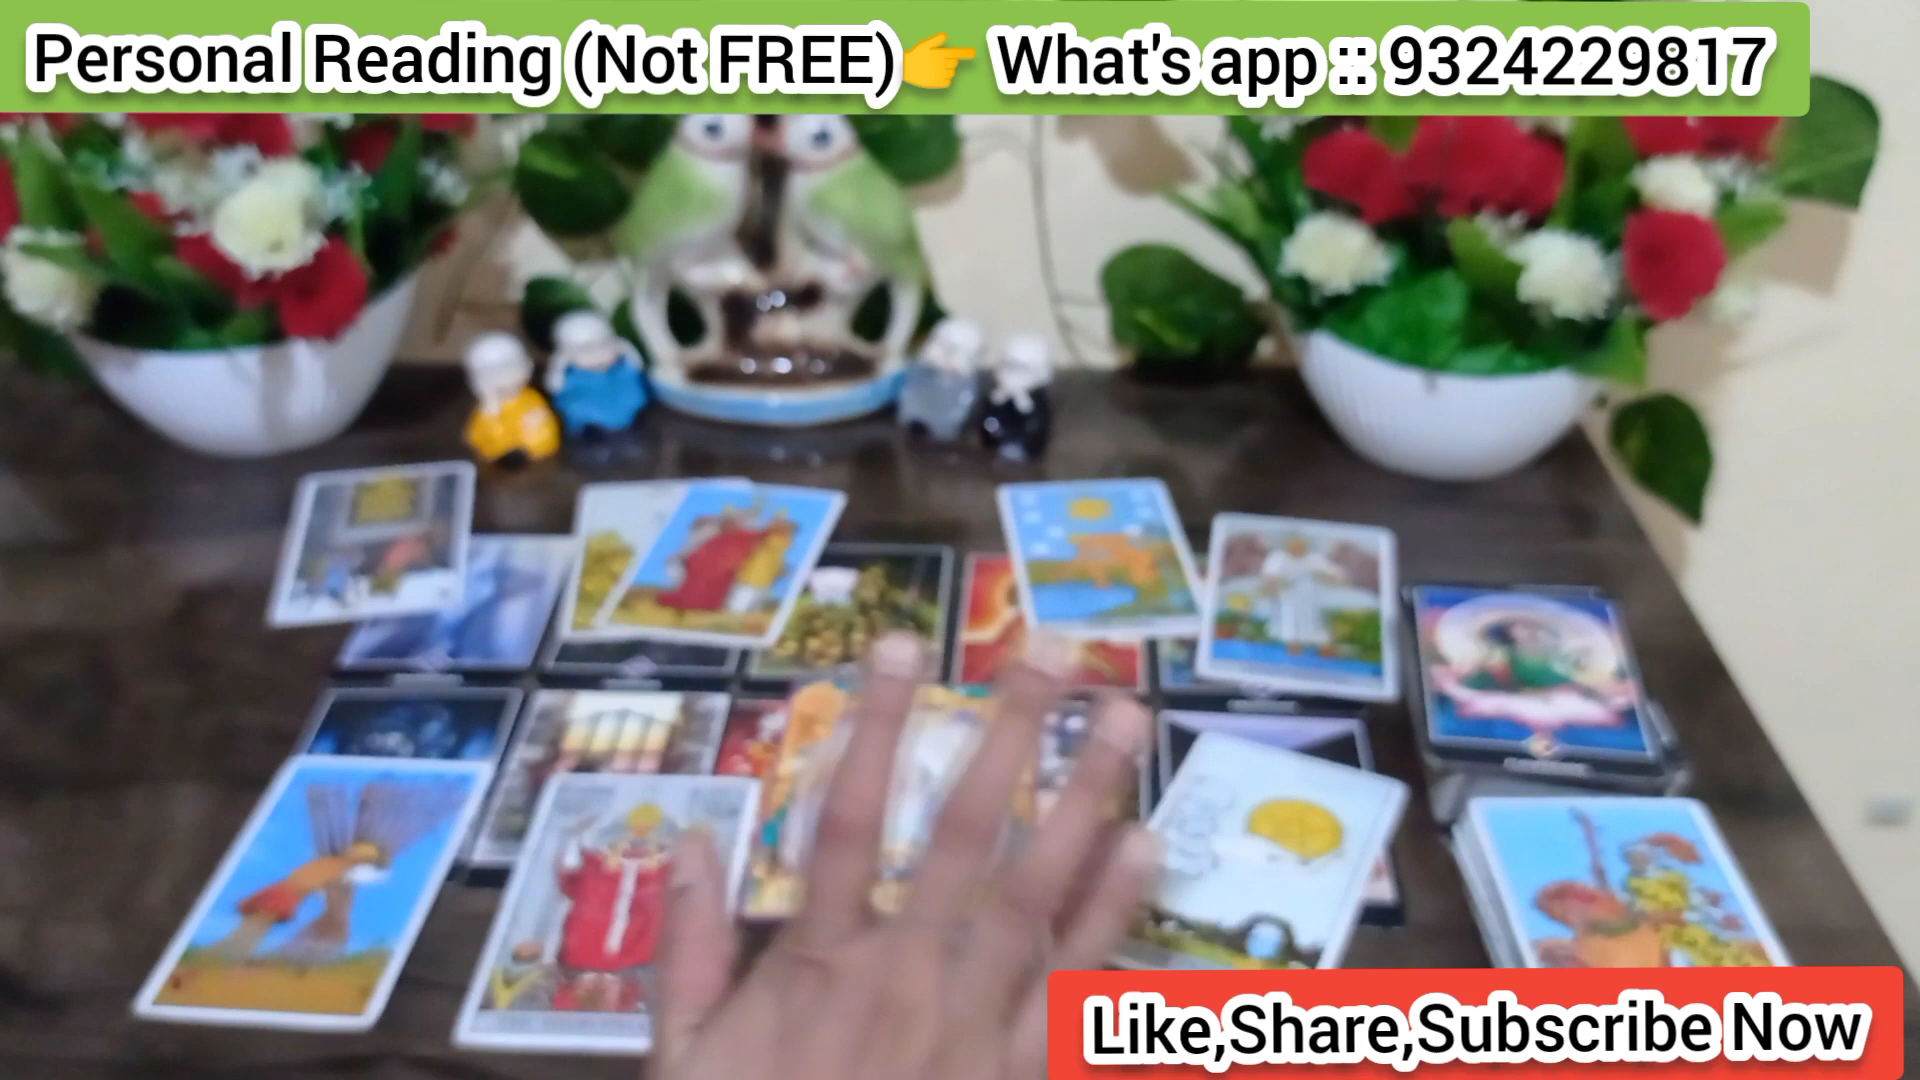 Personal Reading (Not FREE)👉 What's app :: 9324229817
Like,Share,Subscribe Now